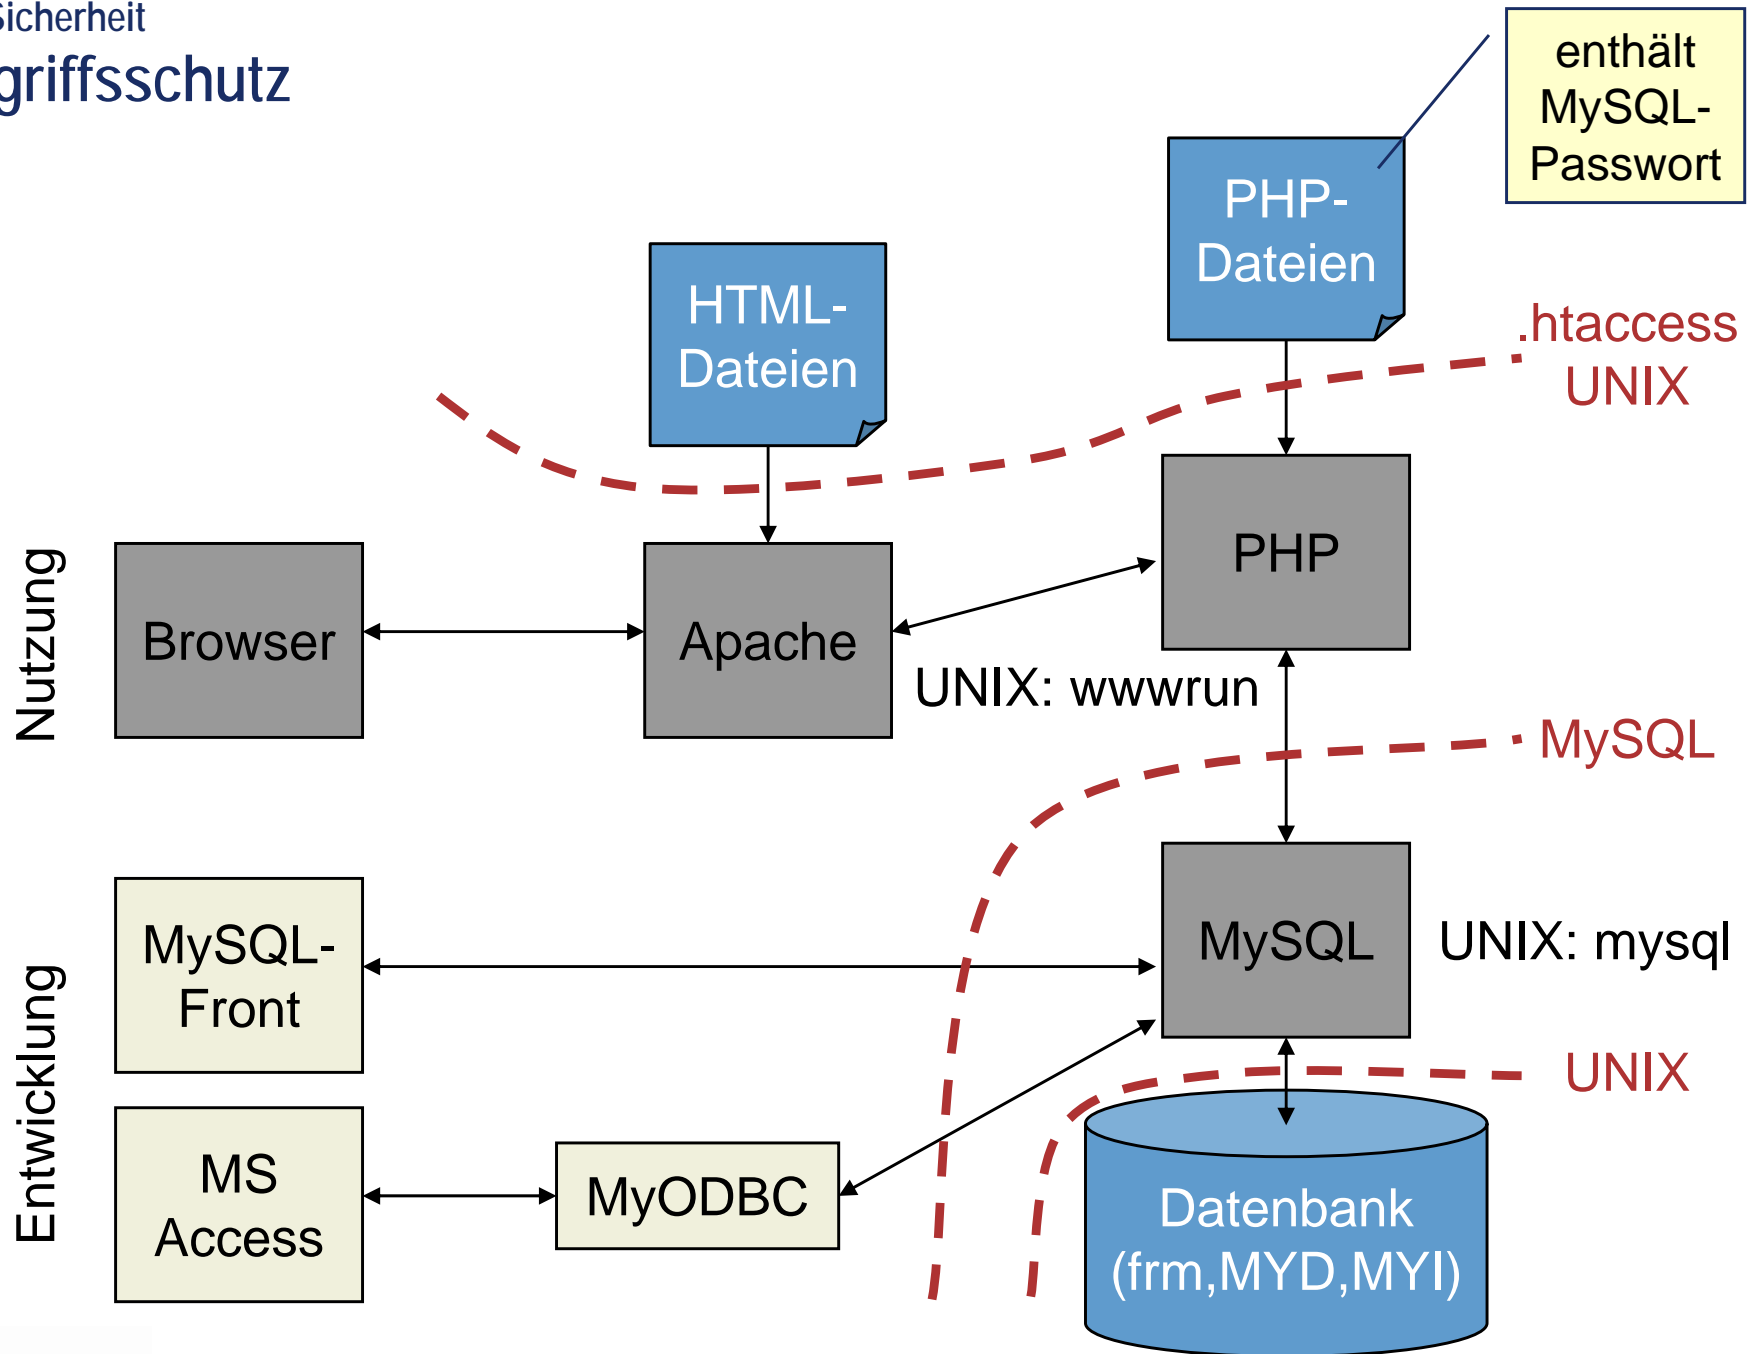 Sicherheit
griffsschutz
enthält
MySQL-
Passwort
PHP-
Dateien
HTML-
Dateien
.htaccess
UNIX
Nutzung
Browser
Apache
PHP
UNIX: wwwrun
MySQL
Entwicklung
MySQL-
Front
MySQL
UNIX: mysql
UNIX
MS
Access
MyODBC
Datenbank
(frm,MYD,MYI)